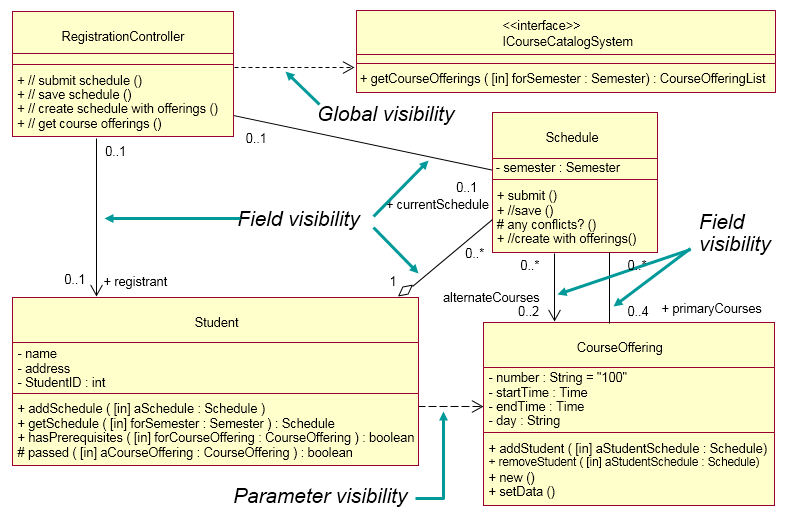 RegistrationController
+ // submit schedule ()
+ // save schedule ()
+ // create schedule with offerings ()
+ // get course offerings ()
<<interface>>
ICourseCatalogSystem
+ getCourseOfferings ( [in] forSemester : Semester) : CourseOfferingList
Global visibility
0..1
0..1
Schedule
- semester : Semester
+ submit ()
+ //save ()
# any conflicts? ()
+ //create with offerings()
0..1
+ currentSchedule
Field visibility
Field
visibility
0..*
0..*
0..*
1
0..1
+ registrant
alternateCourses
0..2
0..4
+ primaryCourses
Student
- name
- address
- StudentID : int
+ addSchedule ( [in] aSchedule : Schedule )
+ getSchedule ( [in] forSemester : Semester ) : Schedule
+ hasPrerequisites ( [in] forCourseOffering : CourseOffering ) : boolean
# passed ( [in] aCourseOffering : CourseOffering ) : boolean
CourseOffering
- number : String = "100"
- startTime : Time
- endTime : Time
- day : String
+ addStudent ( [in] aStudentSchedule : Schedule)
+ removeStudent ( [in] aStudentSchedule : Schedule)
+ new ()
+ setData ()
Parameter visibility